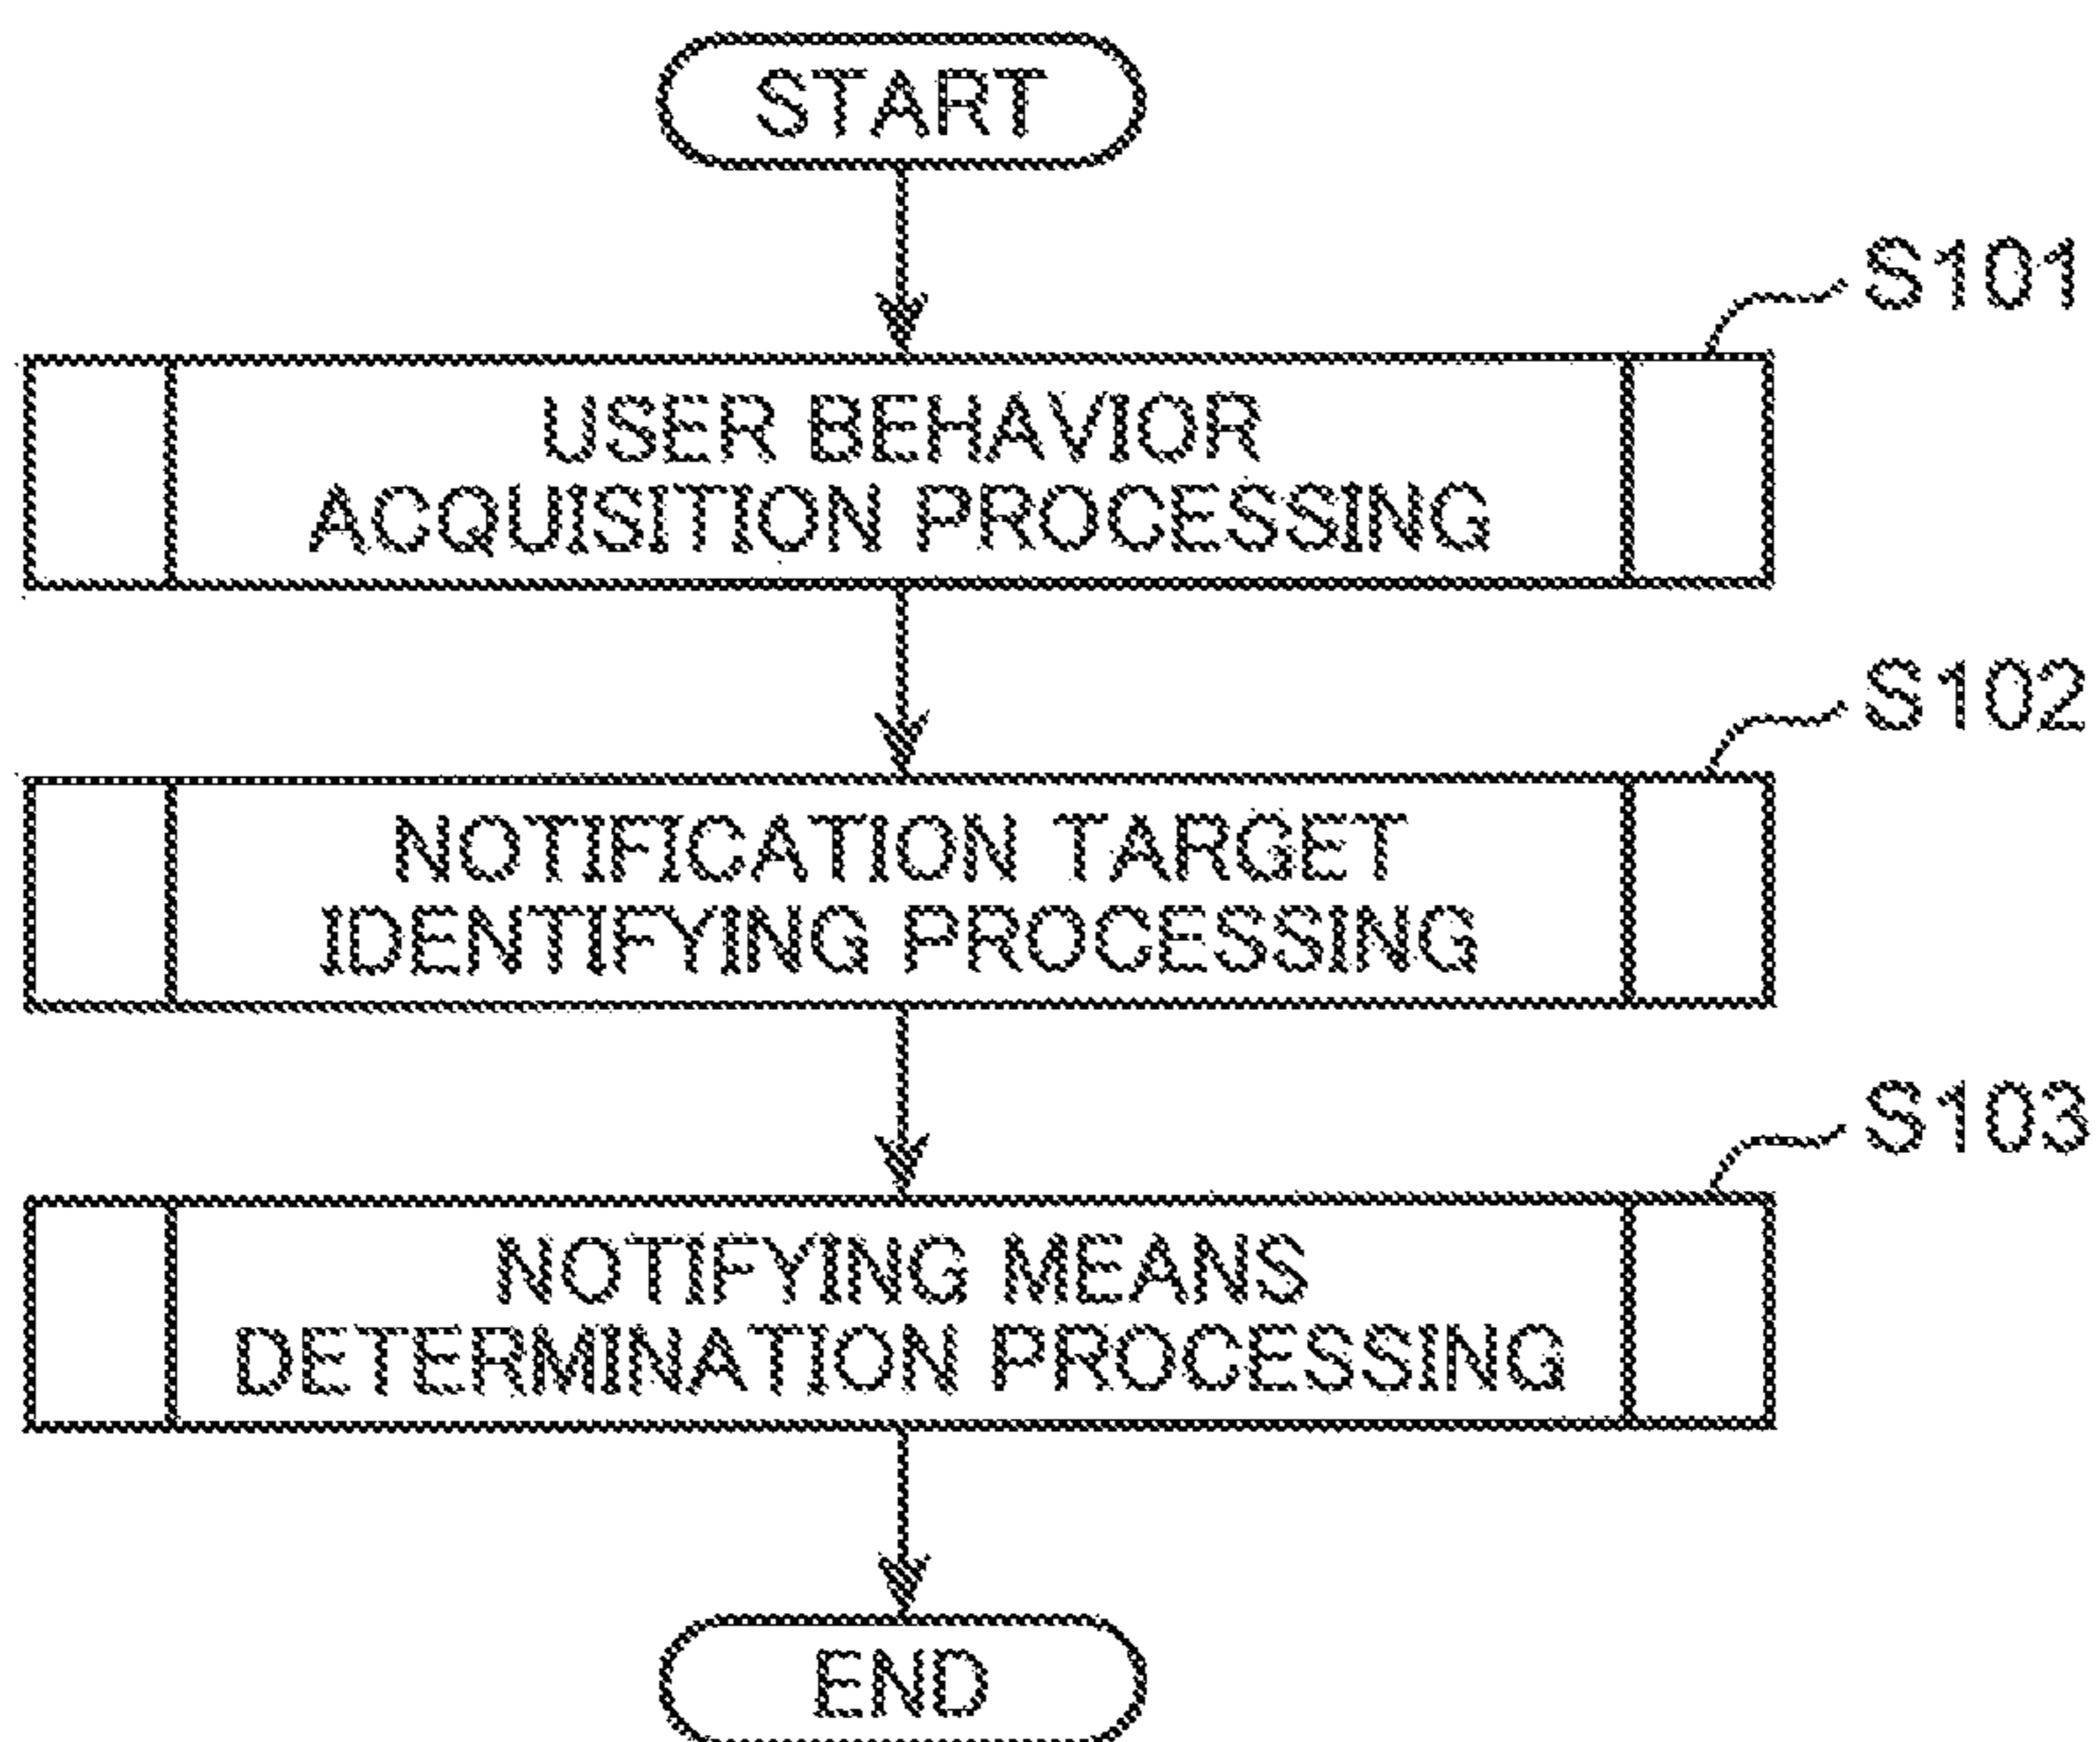 START
S101
USER BEHAVIOR
ACQUISITION PROCESSING
S102
NOTIFICATION TARGET
IDENTIFYING PROCESSING
S103
NOTIFYING MEANS
DETERMINATION PROCESSING
END